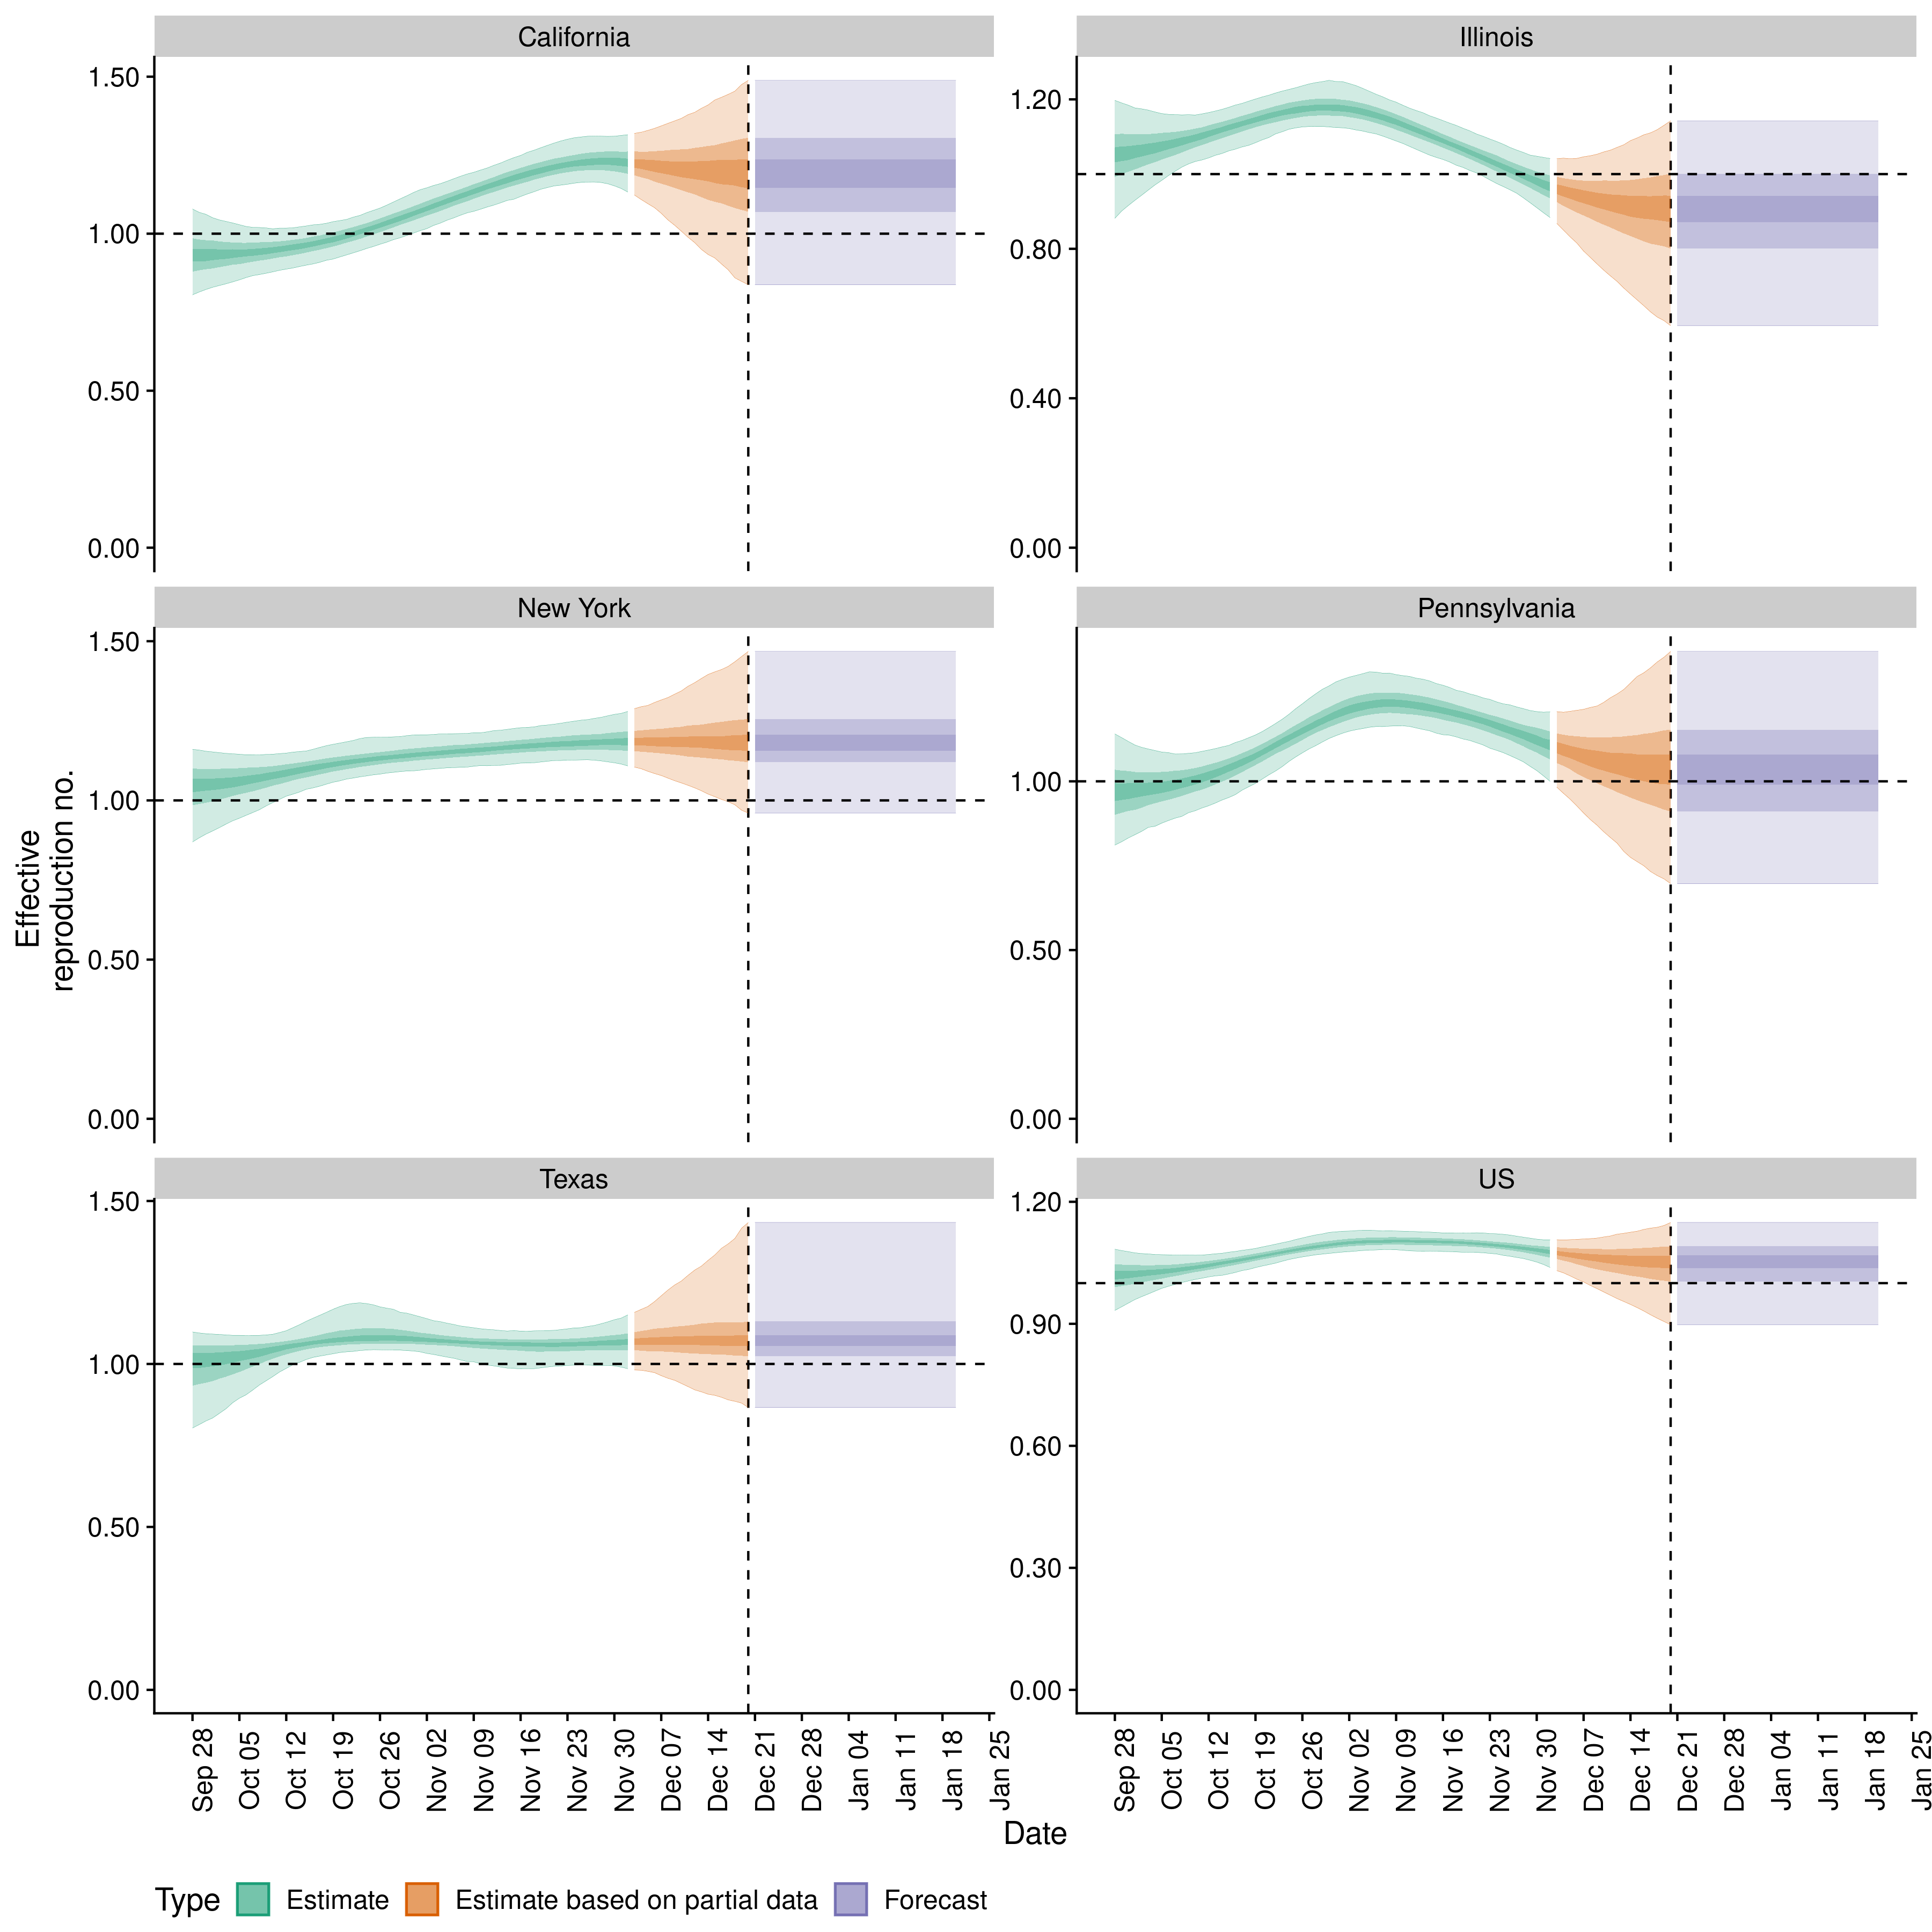 California
Illinois
1.50
1.00
0.50
0.00
1.20
0.80
0.40
0.00
New York
Pennsylvania
1.50
1.00
0.50
0.00
1.00
0.50
0.00
Effective
reproduction no.
Texas
US
1.50
1.00
0.50
0.00
1.20
0.90
0.60
0.30
0.00
Sep 28
Oct 05
Oct 12
Oct 19
Oct 26
Nov 02
Nov 09
Nov 16
Nov 23
Nov 30
Dec 07
Dec 14
Dec 21
Dec 28
Jan 04
Jan 11
Jan 18
Jan 25
Sep 28
Oct 05
Oct 12
Oct 19
Oct 26
Nov 02
Nov 09
Nov 16
Nov 23
Nov 30
Dec 07
Dec 14
Dec 21
Dec 28
Jan 04
Jan 11
Jan 18
Jan 25
Date
Type Estimate Estimate based on partial data Forecast